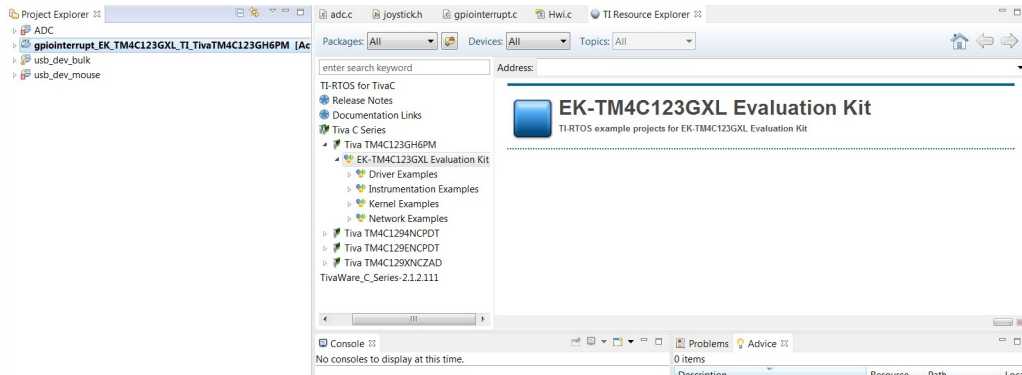 Project Explorer
ADC
gpiointerrupt_EK_TM4C123GXL_TI_TivaTM4C123GH6PM [Ac
usb_dev_bulk
usb_dev_mouse
adc.c joystick.h gpiointerrupt.c Hwi.c TI Resource Explorer
Packages: All Devices: All Topics: All
enter search keyword Address:
TI-RTOS for TivaC
Release Notes
Documentation Links
Tiva C Series
Tiva TM4C123GH6PM
EK-TM4C123GXL Evaluation Kit
Driver Examples
Instrumentation Examples
Kernel Examples
Network Examples
Tiva TM4C1294NCPDT
Tiva TM4C129ENCPDT
Tiva TM4C129XNCZAD
TivaWare_C_Series-2.1.2.111
EK-TM4C123GXL Evaluation Kit
TI-RTOS example projects for EK-TM4C123GXL Evaluation Kit
Console
No consoles to display at this time.
Problems Advice
0 items
Description Resource Path Loca